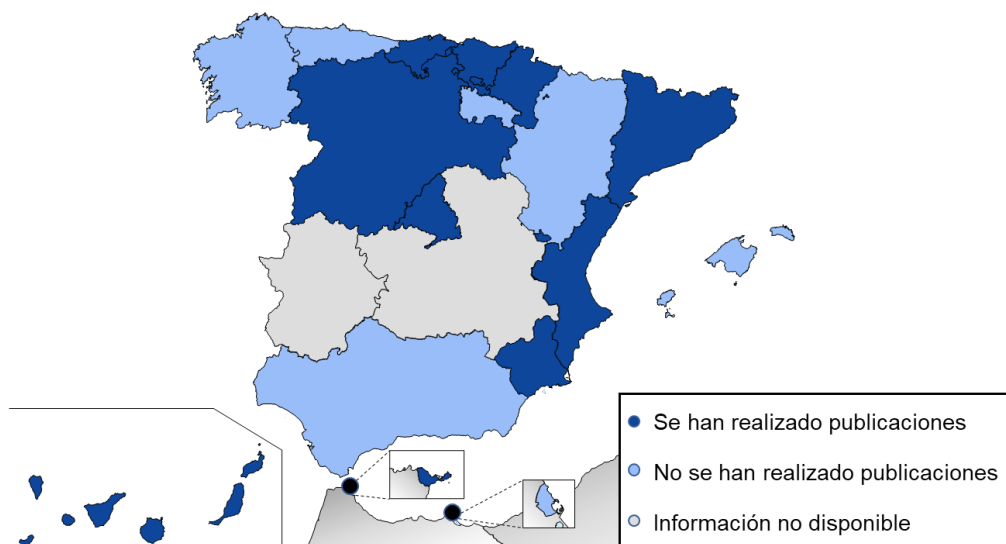 Se han realizado publicaciones
No se han realizado publicaciones
Información no disponible